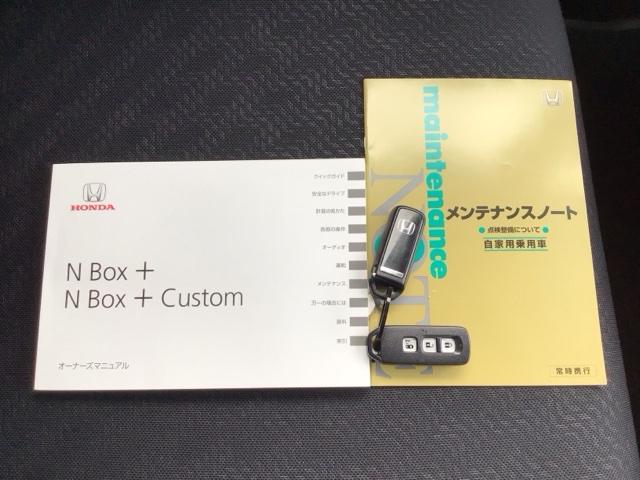 HONDA
N Box +
N Box + Custom
オーナーズマニュアル
クイックガイド
安全なドライブ
計器の見かた
各部の操作
オーディオ
運転
メンテナンス
万一の場合には
資料
索引
maintenance
NOTE
メンテナンスノート
● 点検整備について ●
自家用乗用車
常時携行